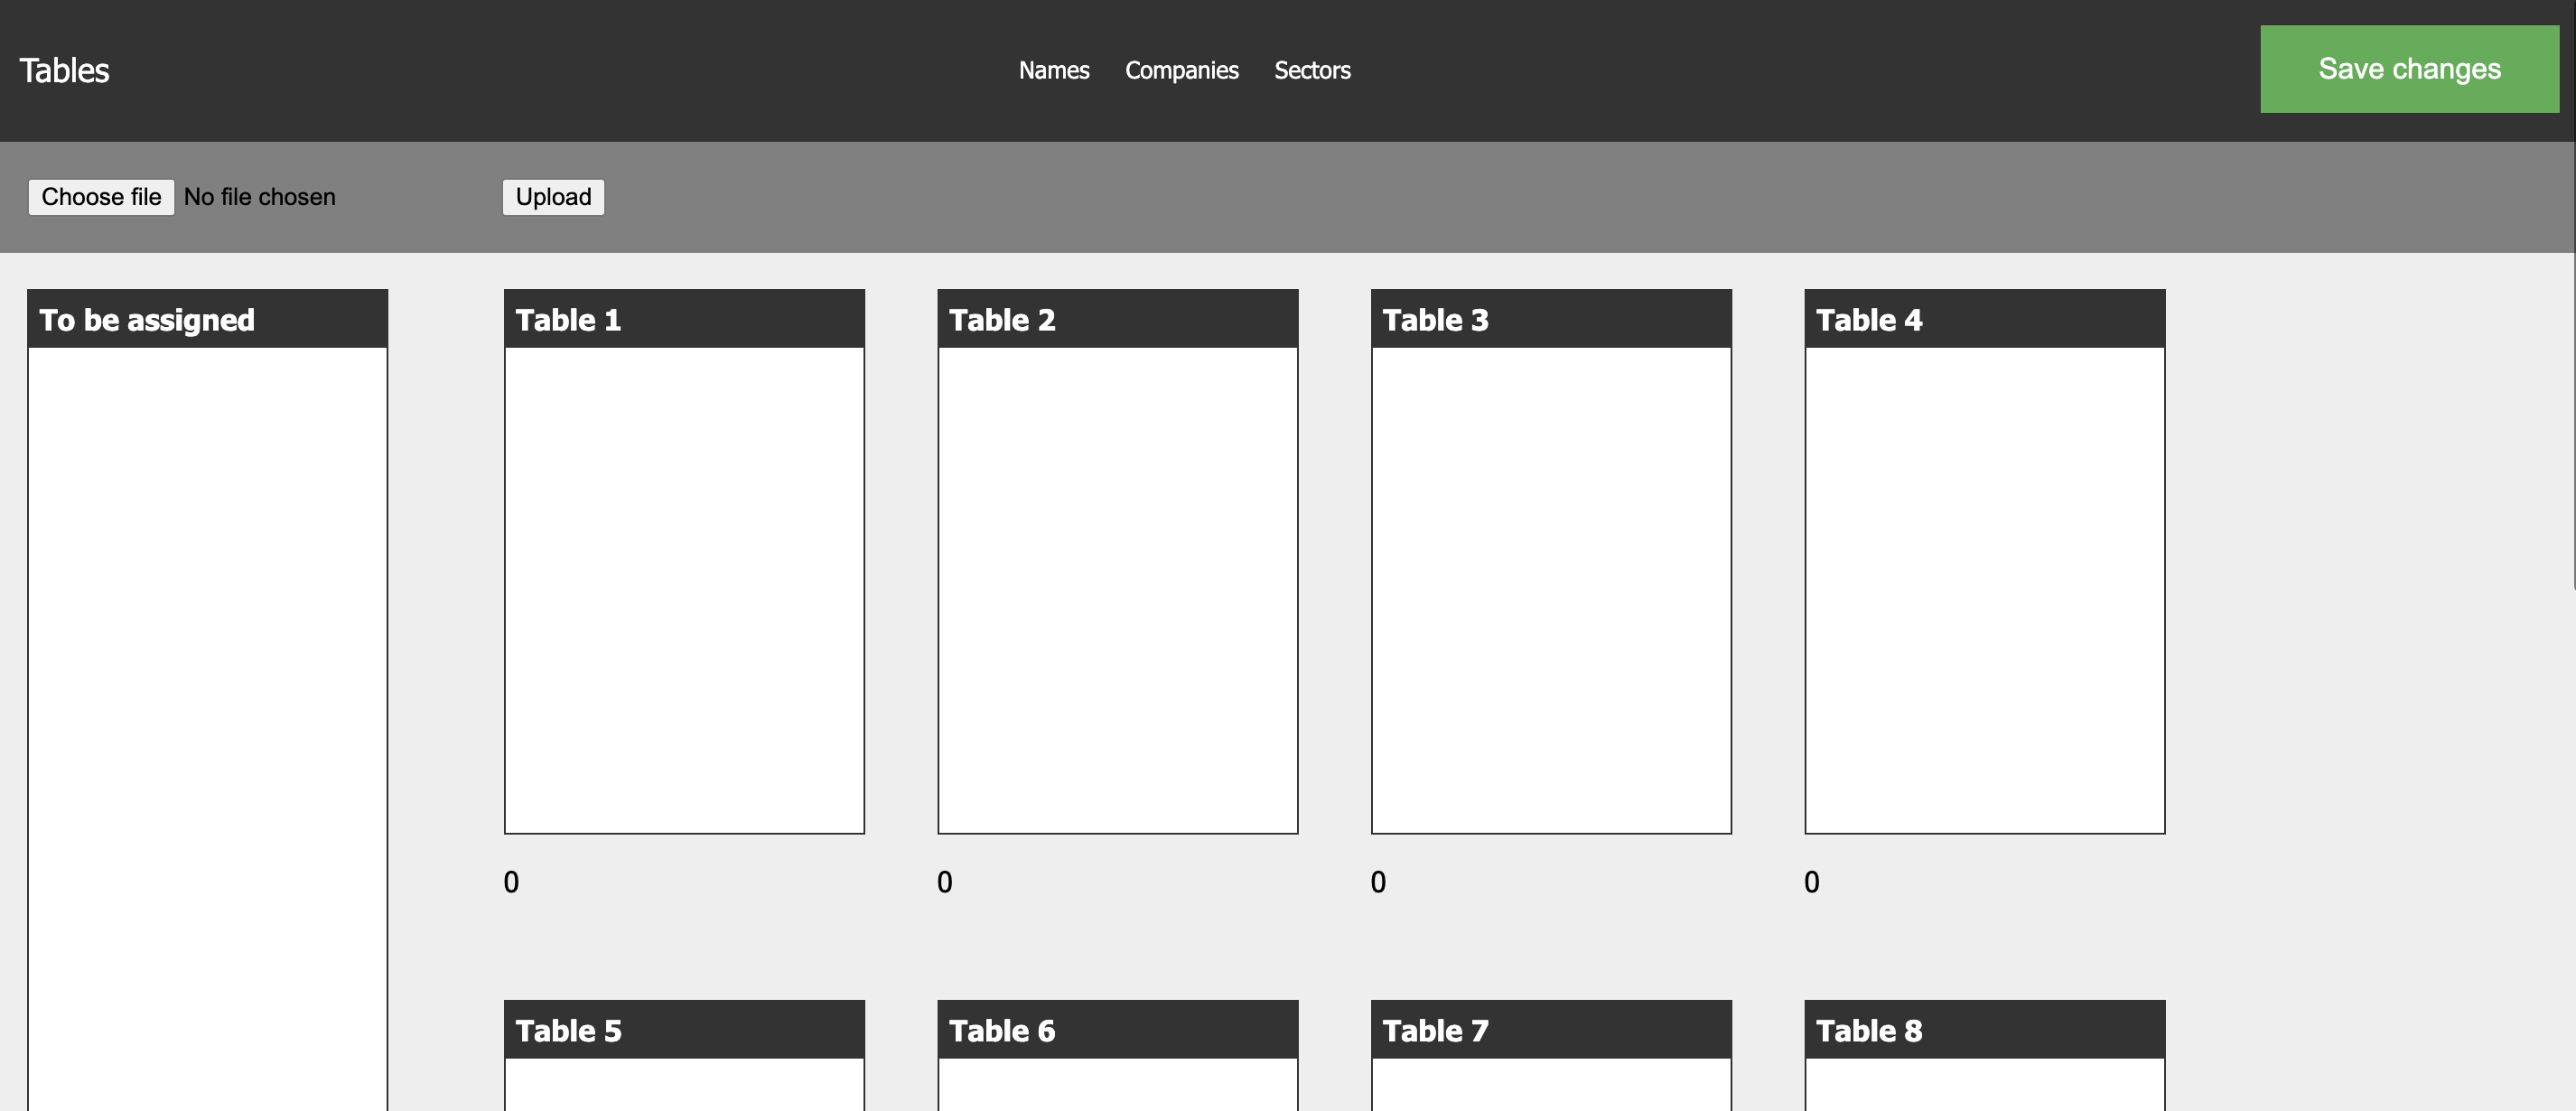 Tables
Names Companies Sectors
Save changes
Choose file No file chosen
Upload
To be assigned
Table 1
Table 2
Table 3
Table 4
0
0
0
0
Table 5
Table 6
Table 7
Table 8